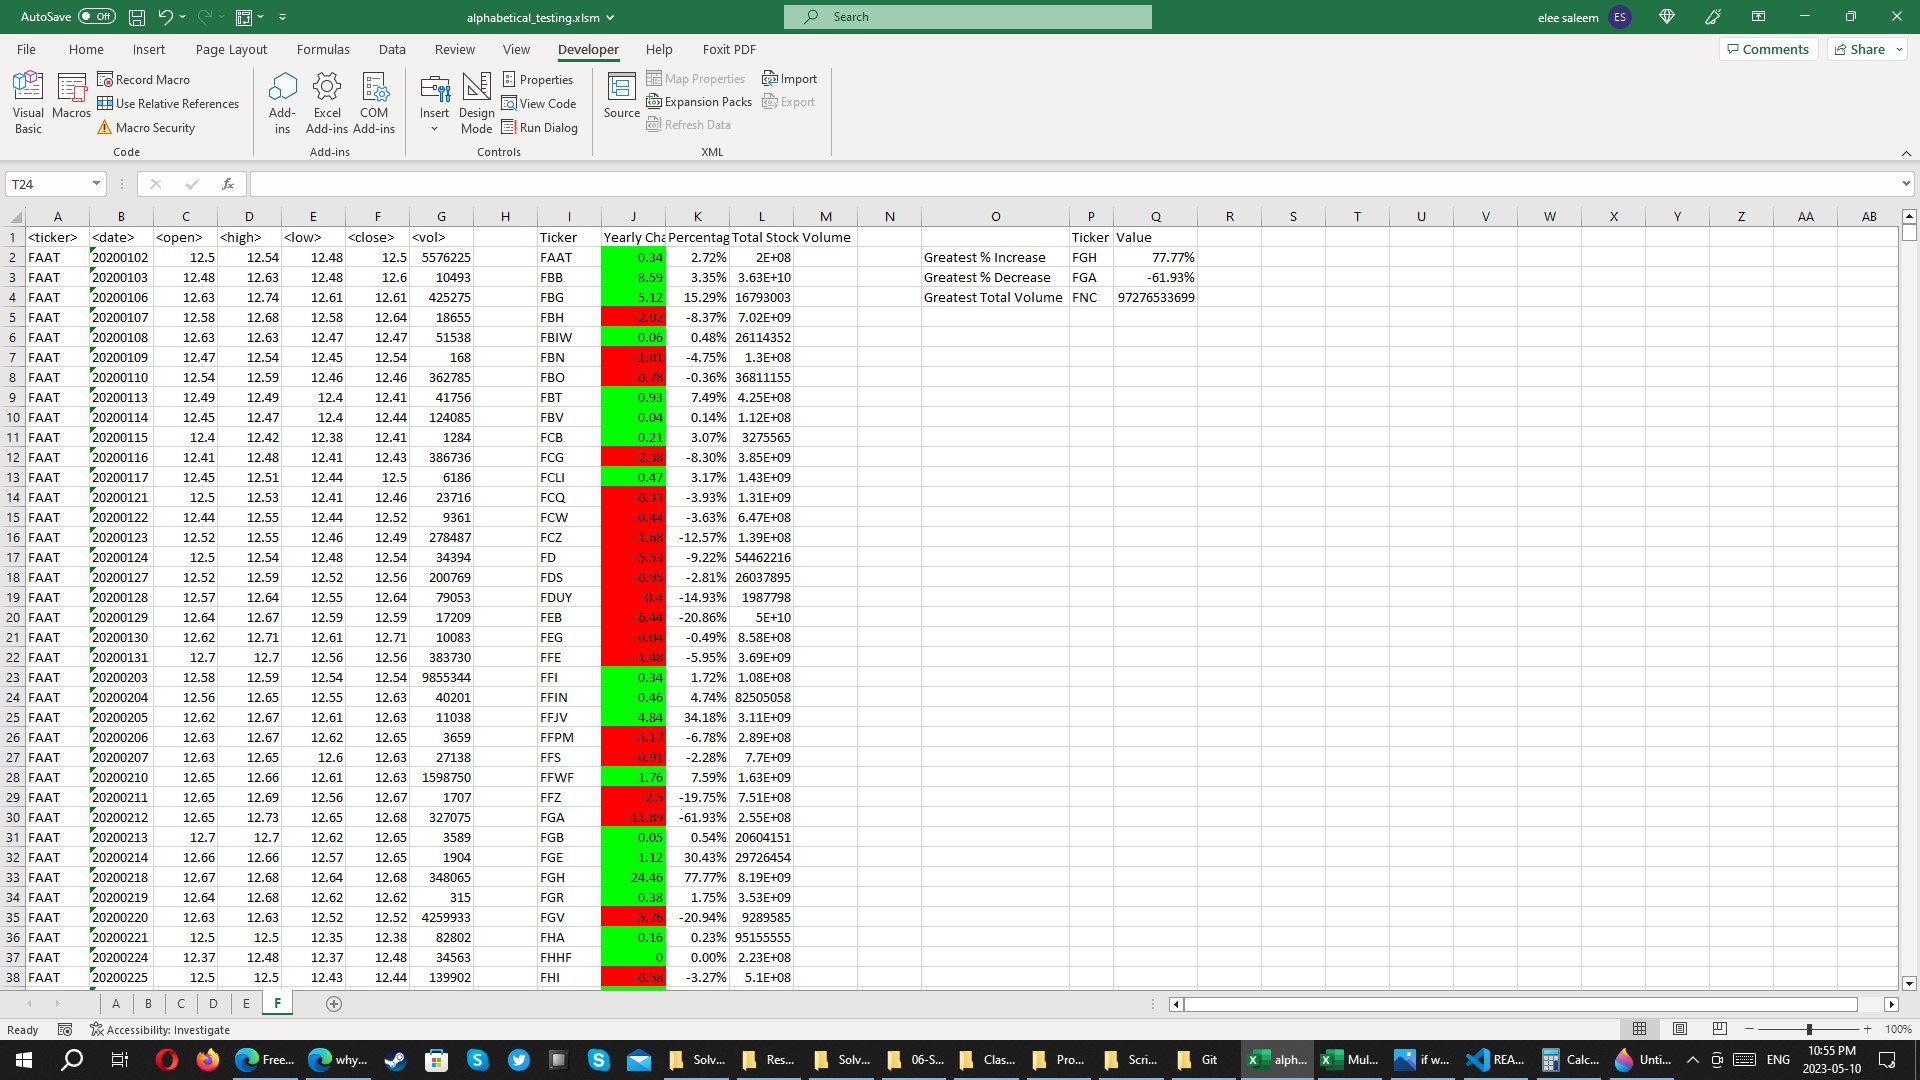 AutoSave Off alphabetical_testing.xlsm Search elee saleem ES
File Home Insert Page Layout Formulas Data Review View Developer Help Foxit PDF Comments Share
Visual Basic Macros Record Macro Use Relative References Macro Security Code
Add-ins Excel Add-ins COM Add-ins Add-ins
Insert Design Mode Properties View Code Run Dialog Controls
Source Map Properties Expansion Packs Refresh Data Import Export XML
T24 fx
A B C D E F G H I J K L M N O P Q R S T U V W X Y Z AA AB
1 <ticker> <date> <open> <high> <low> <close> <vol> Ticker Yearly Cha Percentag Total Stock Volume Ticker Value
2 FAAT 20200102 12.5 12.54 12.48 12.5 5576225 FAAT 0.34 2.72% 2E+08 Greatest % Increase FGH 77.77%
3 FAAT 20200103 12.48 12.63 12.48 12.6 10493 FBB 8.59 3.35% 3.63E+10 Greatest % Decrease FGA -61.93%
4 FAAT 20200106 12.63 12.74 12.61 12.61 425275 FBG 5.12 15.29% 16793003 Greatest Total Volume FNC 97276533699
5 FAAT 20200107 12.58 12.68 12.58 12.64 18655 FBH -2.02 -8.37% 7.02E+09
6 FAAT 20200108 12.63 12.63 12.47 12.47 51538 FBIW 0.06 0.48% 26114352
7 FAAT 20200109 12.47 12.54 12.45 12.54 168 FBN -1.01 -4.75% 1.3E+08
8 FAAT 20200110 12.54 12.59 12.46 12.46 362785 FBO -0.78 -0.36% 36811155
9 FAAT 20200113 12.49 12.49 12.4 12.41 41756 FBT 0.93 7.49% 4.25E+08
10 FAAT 20200114 12.45 12.47 12.4 12.44 124085 FBV 0.04 0.14% 1.12E+08
11 FAAT 20200115 12.4 12.42 12.38 12.41 1284 FCB 0.21 3.07% 3275565
12 FAAT 20200116 12.41 12.48 12.41 12.43 386736 FCG -2.38 -8.30% 3.85E+09
13 FAAT 20200117 12.45 12.51 12.44 12.5 6186 FCLI 0.47 3.17% 1.43E+09
14 FAAT 20200121 12.5 12.53 12.41 12.46 23716 FCQ -0.33 -3.93% 1.31E+09
15 FAAT 20200122 12.44 12.55 12.44 12.52 9361 FCW -0.44 -3.63% 6.47E+08
16 FAAT 20200123 12.52 12.55 12.46 12.49 278487 FCZ -1.68 -12.57% 1.39E+08
17 FAAT 20200124 12.5 12.54 12.48 12.54 34394 FD -5.53 -9.22% 54462216
18 FAAT 20200127 12.52 12.59 12.52 12.56 200769 FDS -0.95 -2.81% 26037895
19 FAAT 20200128 12.57 12.64 12.55 12.64 79053 FDUY -0.4 -14.93% 1987798
20 FAAT 20200129 12.64 12.67 12.59 12.59 17209 FEB -6.44 -20.86% 5E+10
21 FAAT 20200130 12.62 12.71 12.61 12.71 10083 FEG -0.04 -0.49% 8.58E+08
22 FAAT 20200131 12.7 12.7 12.56 12.56 383730 FFE -1.48 -5.95% 3.69E+09
23 FAAT 20200203 12.58 12.59 12.54 12.54 9855344 FFI 0.34 1.72% 1.08E+08
24 FAAT 20200204 12.56 12.65 12.55 12.63 40201 FFIN 0.46 4.74% 82505058
25 FAAT 20200205 12.62 12.67 12.61 12.63 11038 FFJV 4.84 34.18% 3.11E+09
26 FAAT 20200206 12.63 12.67 12.62 12.65 3659 FFPM -3.17 -6.78% 2.89E+08
27 FAAT 20200207 12.63 12.65 12.6 12.63 27138 FFS -0.91 -2.28% 7.7E+09
28 FAAT 20200210 12.65 12.66 12.61 12.63 1598750 FFWF 1.76 7.59% 1.63E+09
29 FAAT 20200211 12.65 12.69 12.56 12.67 1707 FFZ -2.5 -19.75% 7.51E+08
30 FAAT 20200212 12.65 12.73 12.65 12.68 327075 FGA -11.89 -61.93% 2.55E+08
31 FAAT 20200213 12.7 12.7 12.62 12.65 3589 FGB 0.05 0.54% 20604151
32 FAAT 20200214 12.66 12.66 12.57 12.65 1904 FGE 1.12 30.43% 29726454
33 FAAT 20200218 12.67 12.68 12.64 12.68 348065 FGH 24.46 77.77% 8.19E+09
34 FAAT 20200219 12.64 12.68 12.62 12.62 315 FGR 0.38 1.75% 3.53E+09
35 FAAT 20200220 12.63 12.63 12.52 12.52 4259933 FGV -5.76 -20.94% 9289585
36 FAAT 20200221 12.5 12.5 12.35 12.38 82802 FHA 0.16 0.23% 95155555
37 FAAT 20200224 12.37 12.48 12.37 12.48 34563 FHHF 0 0.00% 2.23E+08
38 FAAT 20200225 12.5 12.5 12.43 12.44 139902 FHI -0.58 -3.27% 5.1E+08
A B C D E F
Ready Accessibility: Investigate 100%
Free... why... Solv... Res... Solv... 06-S... Clas... Pro... Scri... Git alph... Mul... if w... REA... Calc... Unti... ENG 10:55 PM
2023-05-10